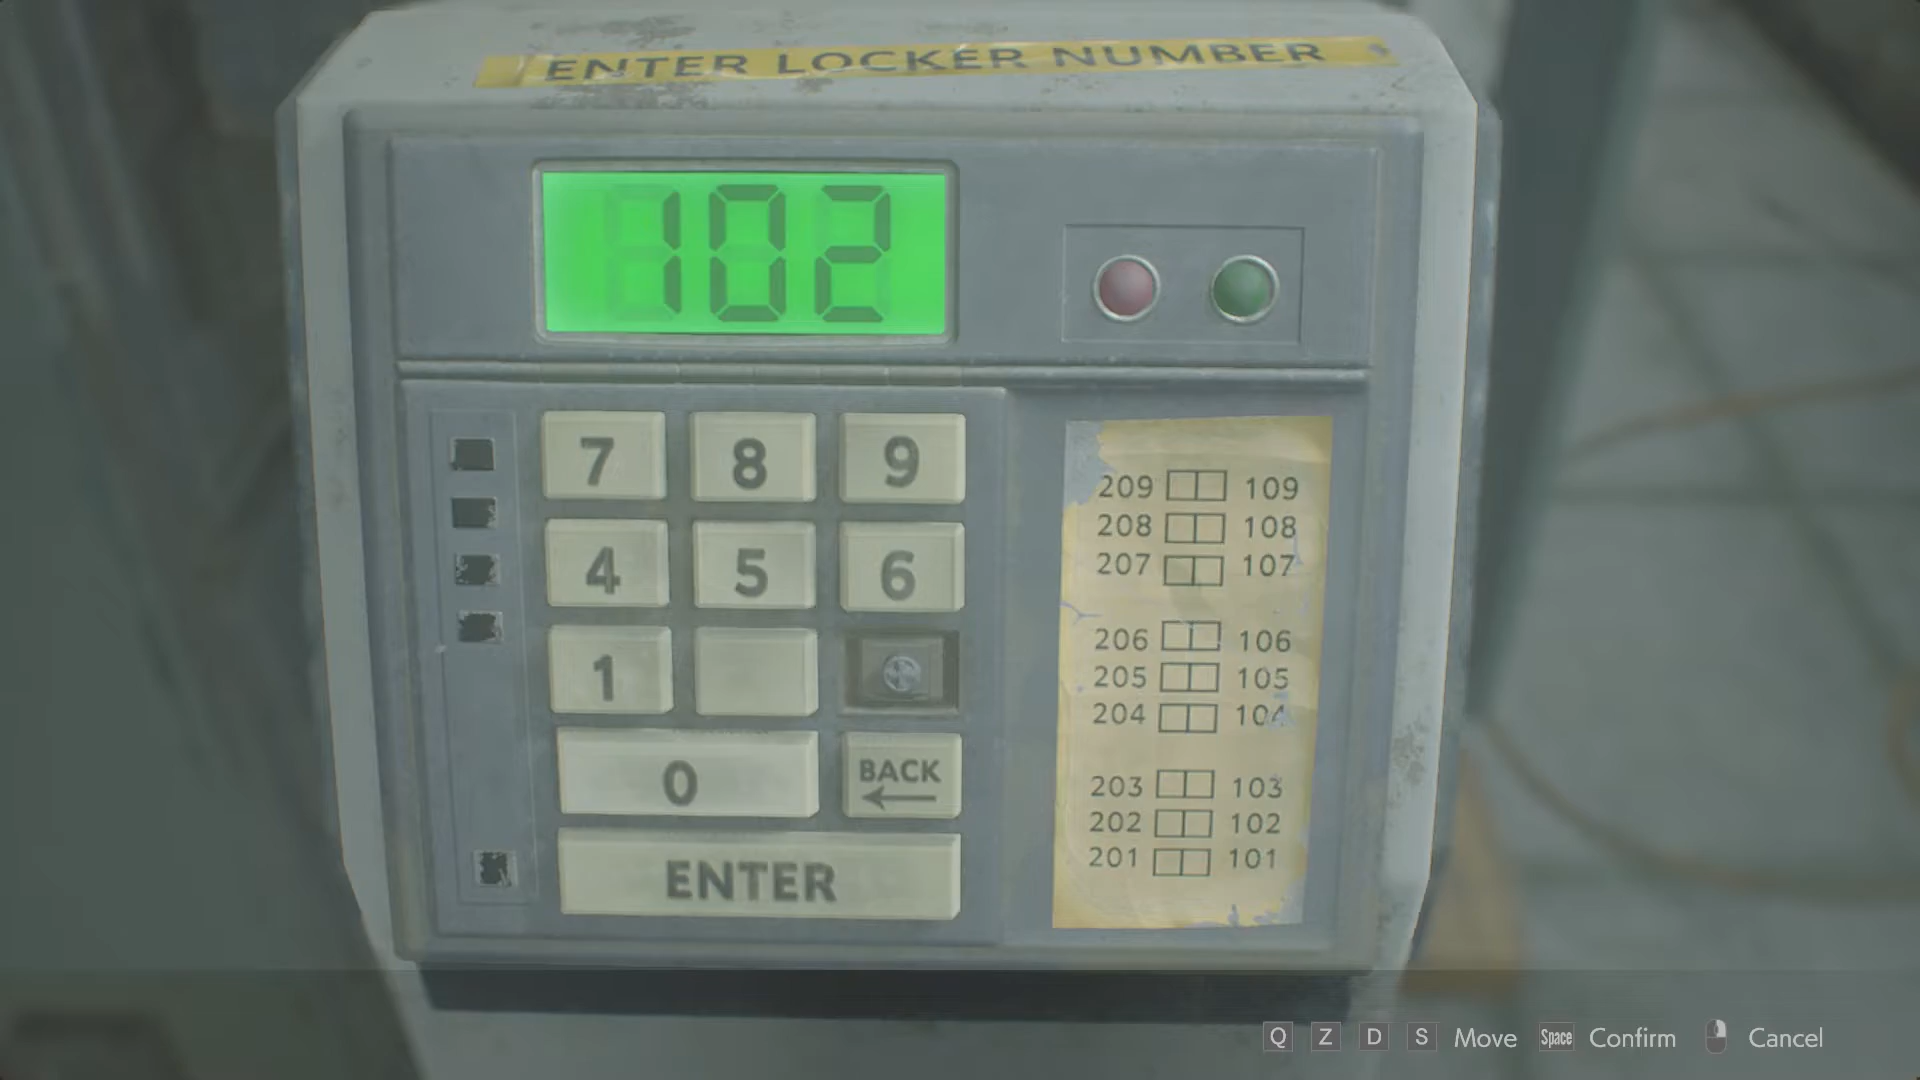 ENTER LOCKER NUMBER
102
7 8 9
4 5 6
1
0 BACK
ENTER
209 109
208 108
207 107
206 106
205 105
204 104
203 103
202 102
201 101
Q Z D S Move Space Confirm Cancel